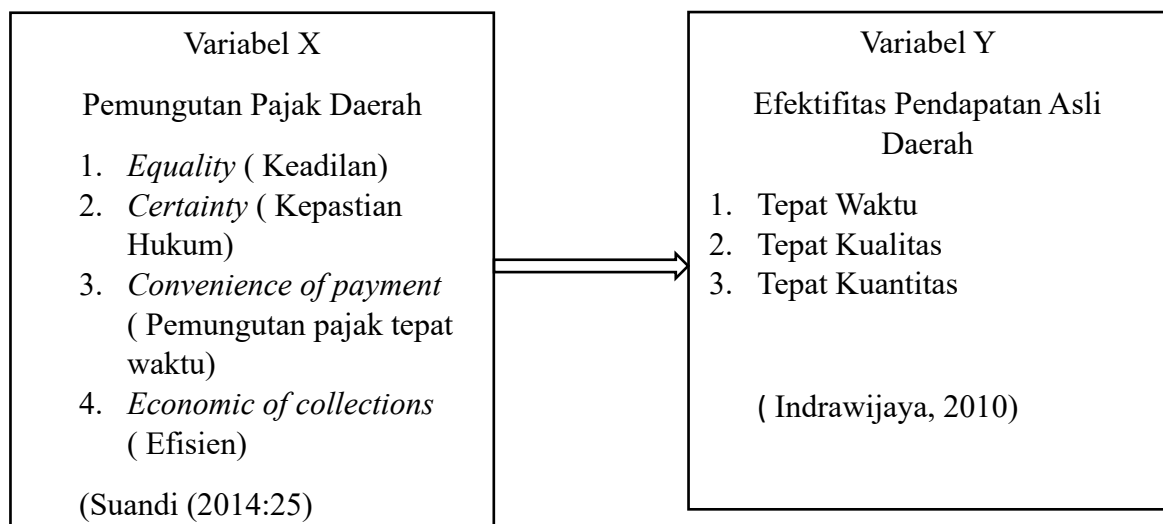 Variabel X
Pemungutan Pajak Daerah
1. Equality ( Keadilan)
2. Certainty ( Kepastian
Hukum)
3. Convenience of payment
( Pemungutan pajak tepat
waktu)
4. Economic of collections
( Efisien)
(Suandi (2014:25)
Variabel Y
Efektifitas Pendapatan Asli
Daerah
1. Tepat Waktu
2. Tepat Kualitas
3. Tepat Kuantitas
( Indrawijaya, 2010)